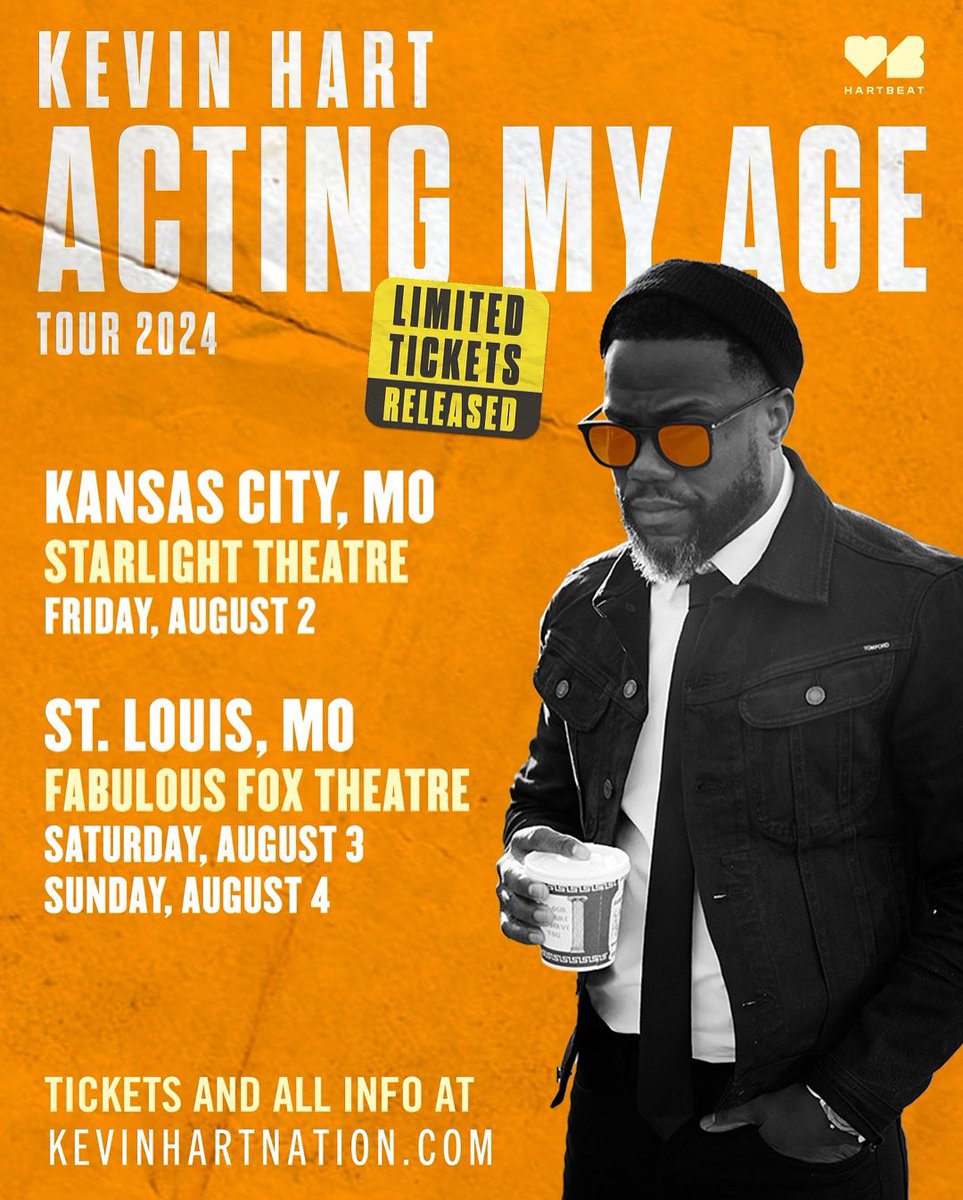 KEVIN HART
HARTBEAT
ACTING MY AGE
TOUR 2024
LIMITED
TICKETS
RELEASED
KANSAS CITY, MO
STARLIGHT THEATRE
FRIDAY, AUGUST 2
ST. LOUIS, MO
FABULOUS FOX THEATRE
SATURDAY, AUGUST 3
SUNDAY, AUGUST 4
TOM FORD
TICKETS AND ALL INFO AT
KEVINHARTNATION.COM